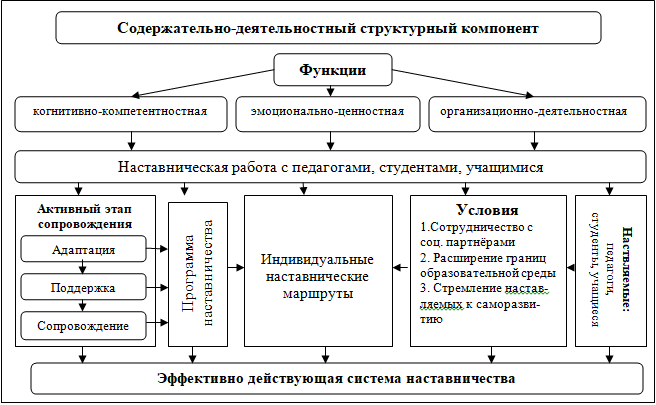 Содержательно-деятельностный структурный компонент
Функции
когнитивно-компетентностная
эмоционально-ценностная
организационно-деятельностная
Наставническая работа с педагогами, студентами, учащимися
Активный этап
сопровождения
Адаптация
Поддержка
Сопровождение
Программа
наставничества
Индивидуальные
наставнические
маршруты
Условия
1.Сотрудничество с
соц. партнёрами
2. Расширение границ
образовательной среды
3. Стремление настав-
ляемых к саморазви-
тию
Наствляемые:
педагоги,
студенты, учащиеся
Эффективно действующая система наставничества